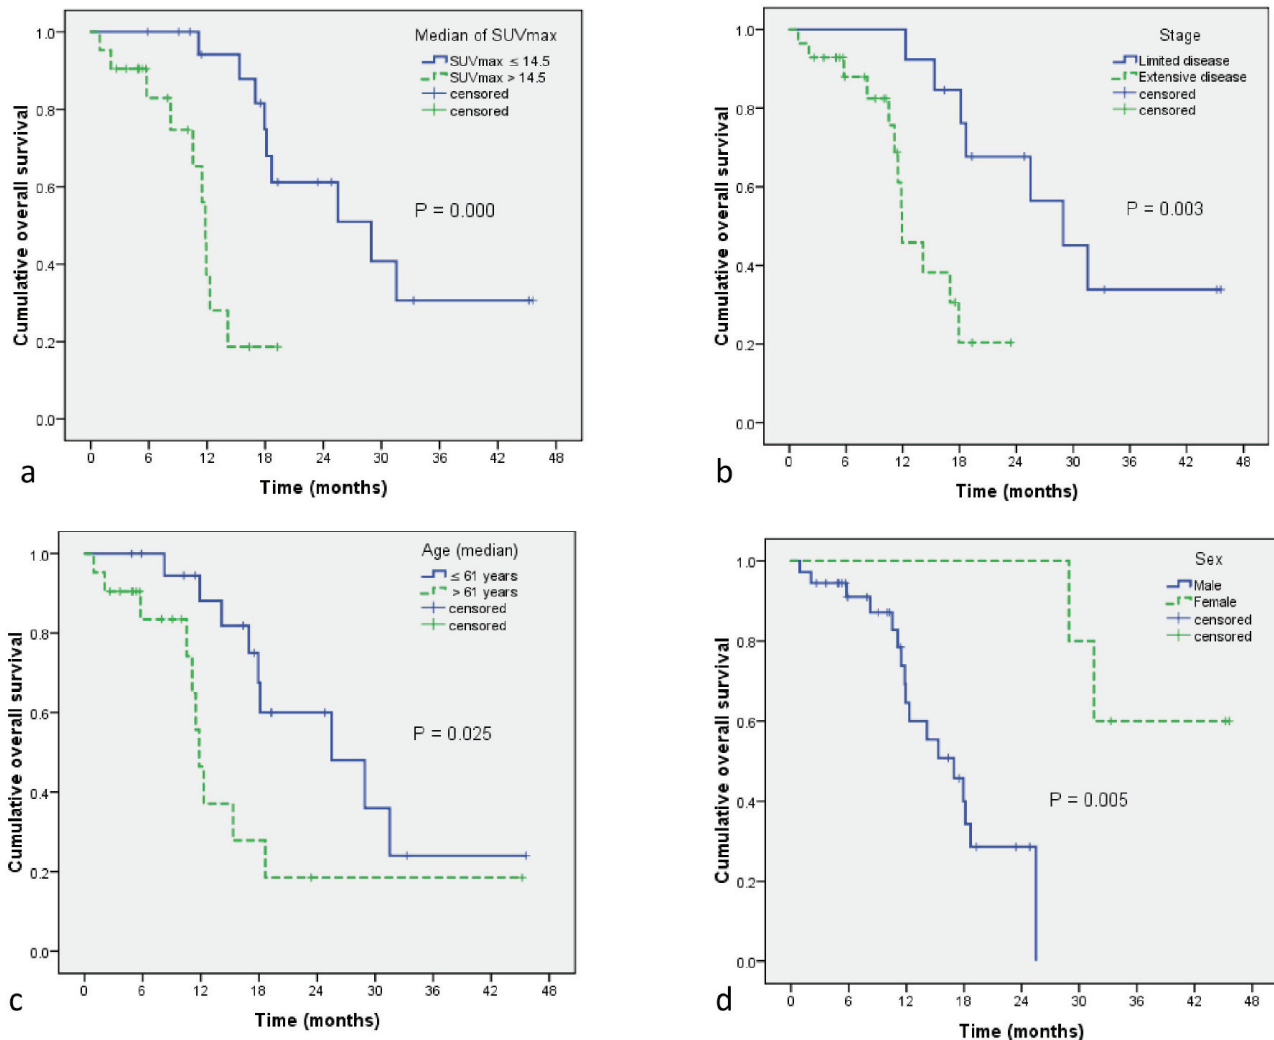 Median of SUVmax
SUVmax ≤ 14.5
SUVmax > 14.5
censored
censored
P = 0.000
1.0
0.8
0.6
0.4
0.2
0.0
Cumulative overall survival
0 6 12 18 24 30 36 42 48
Time (months)
a
Stage
Limited disease
Extensive disease
censored
censored
P = 0.003
1.0
0.8
0.6
0.4
0.2
0.0
Cumulative overall survival
0 6 12 18 24 30 36 42 48
Time (months)
b
Age (median)
≤ 61 years
> 61 years
censored
censored
P = 0.025
1.0
0.8
0.6
0.4
0.2
0.0
Cumulative overall survival
0 6 12 18 24 30 36 42 48
Time (months)
c
Sex
Male
Female
censored
censored
P = 0.005
1.0
0.8
0.6
0.4
0.2
0.0
Cumulative overall survival
0 6 12 18 24 30 36 42 48
Time (months)
d